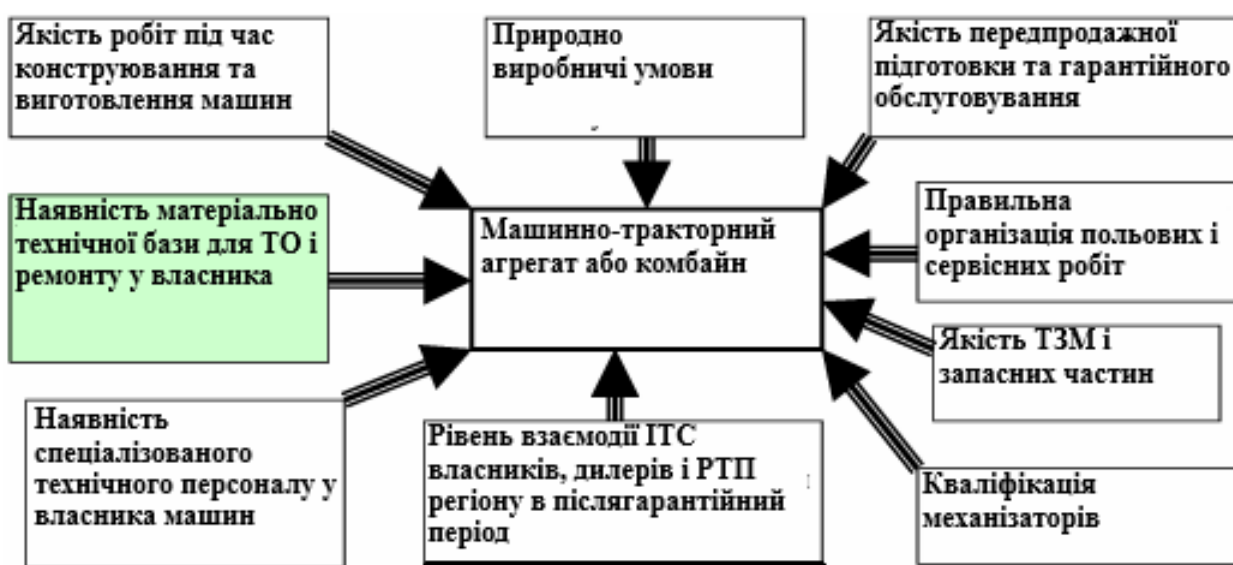 Якість робіт під час
конструювання та
виготовлення машин
Природно
виробничі умови
Якість передпродажної
підготовки та гарантійного
обслуговування
Наявність матеріально
технічної бази для ТО і
ремонту у власника
Машинно-тракторний
агрегат або комбайн
Правильна
організація польових і
сервісних робіт
Якість ТЗМ і
запасних частин
Наявність
спеціалізованого
технічного персоналу у
власника машин
Рівень взаємодії ІТС
власників, дилерів і РТП
регіону в післягарантійний
період
Кваліфікація
механізаторів